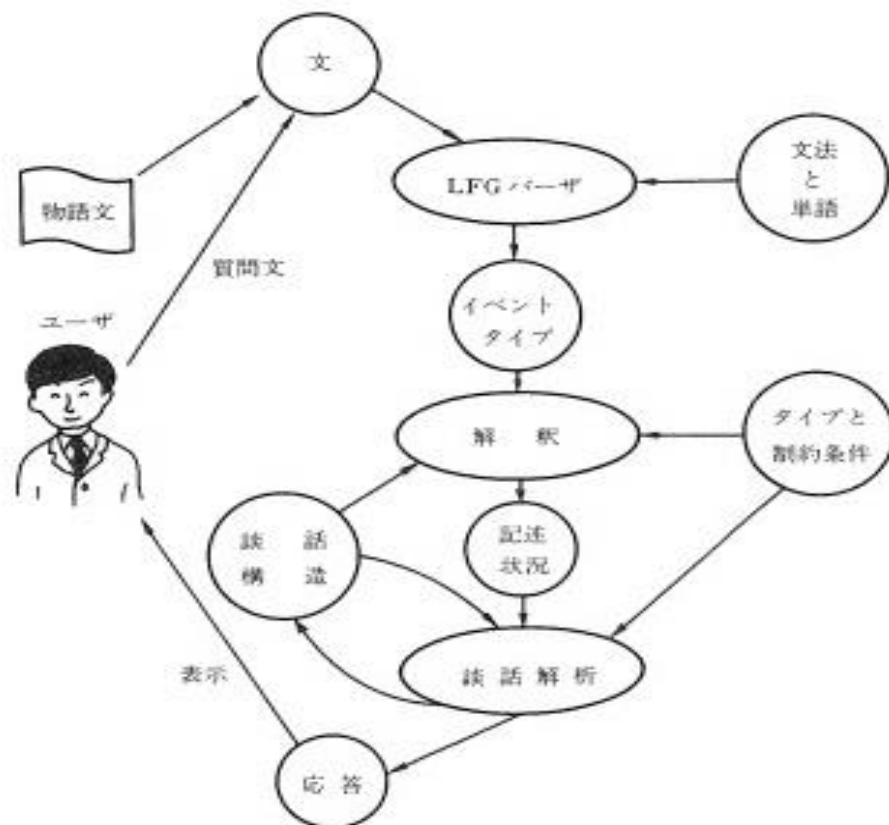 文
LFGパーザ
文法
と
単語
物語文
質問文
イベント
タイプ
ユーザ
解釈
タイプと
制約条件
談話
構造
記述
状況
談話解析
表示
応答